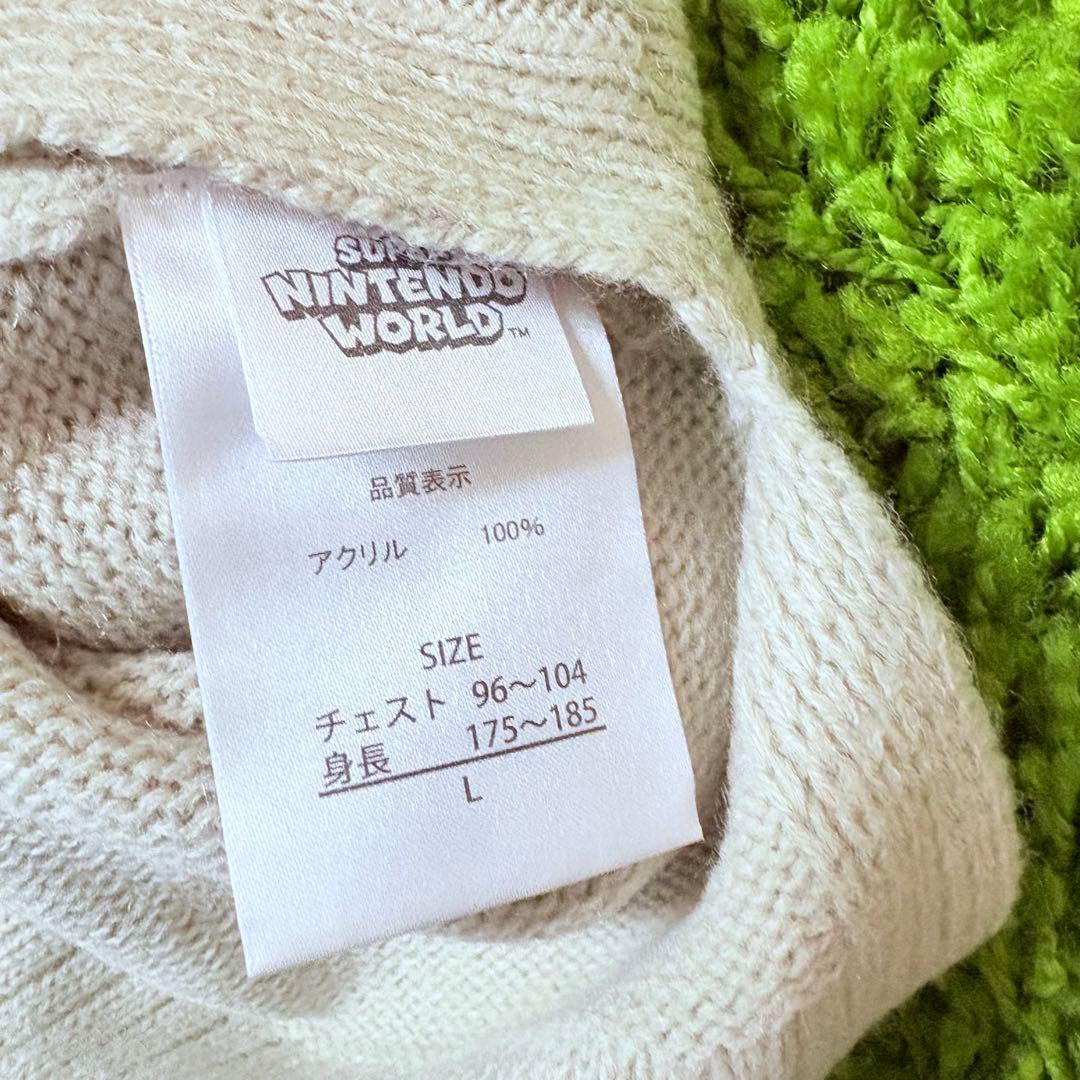 SUPER
NINTENDO
WORLD™
品質表示
アクリル 100%
SIZE
チェスト 96～104
身長 175～185
L